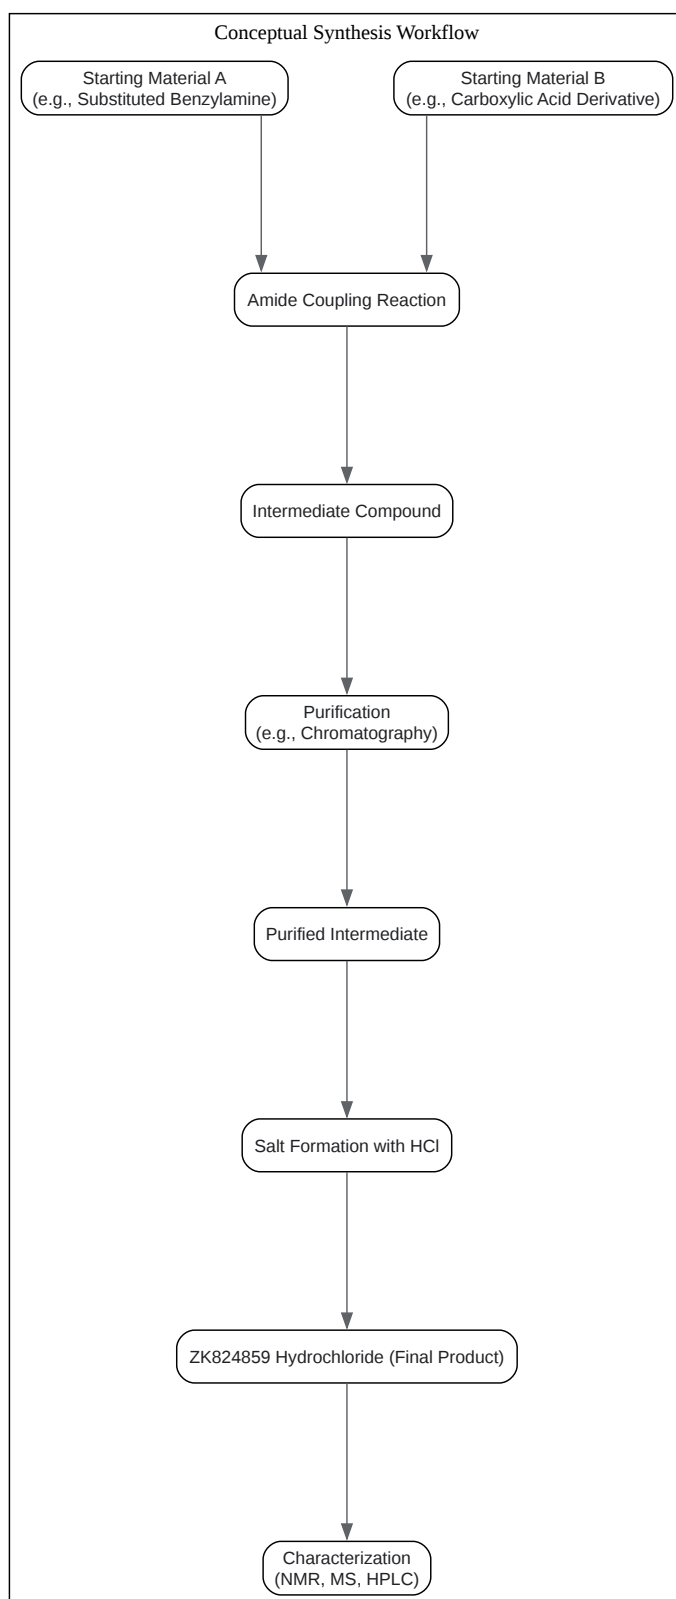 Conceptual Synthesis Workflow
Starting Material A
(e.g., Substituted Benzylamine)
Starting Material B
(e.g., Carboxylic Acid Derivative)
Amide Coupling Reaction
Intermediate Compound
Purification
(e.g., Chromatography)
Purified Intermediate
Salt Formation with HCl
ZK824859 Hydrochloride (Final Product)
Characterization
(NMR, MS, HPLC)